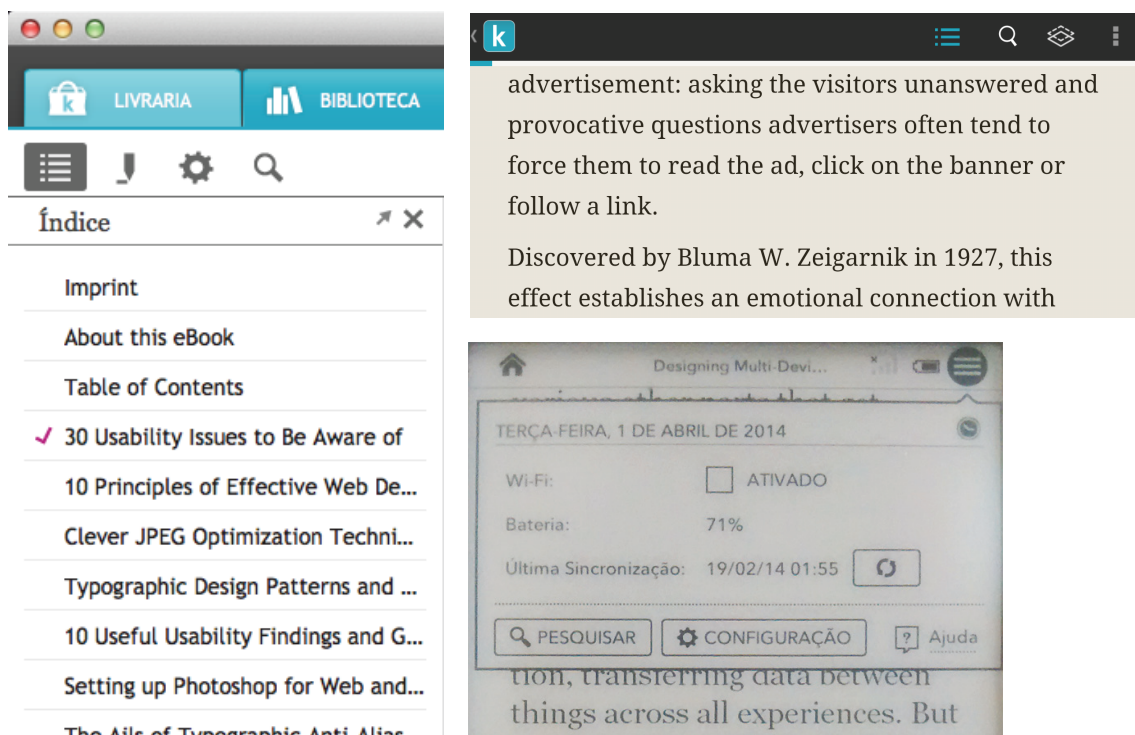 LIVRARIA
BIBLIOTECA
Índice
Imprint
About this eBook
Table of Contents
30 Usability Issues to Be Aware of
10 Principles of Effective Web De...
Clever JPEG Optimization Techni...
Typographic Design Patterns and ...
10 Useful Usability Findings and G...
Setting up Photoshop for Web and...
The Ails of Typographic Anti-Alias...
k
advertisement: asking the visitors unanswered and
provocative questions advertisers often tend to
force them to read the ad, click on the banner or
follow a link.
Discovered by Bluma W. Zeigarnik in 1927, this
effect establishes an emotional connection with
Designing Multi-Devi...
TERÇA-FEIRA, 1 DE ABRIL DE 2014
Wi-Fi:
ATIVADO
Bateria:
71%
Última Sincronização:
19/02/14 01:55
PESQUISAR
CONFIGURAÇÃO
? Ajuda
tion, transferring data between
things across all experiences. But